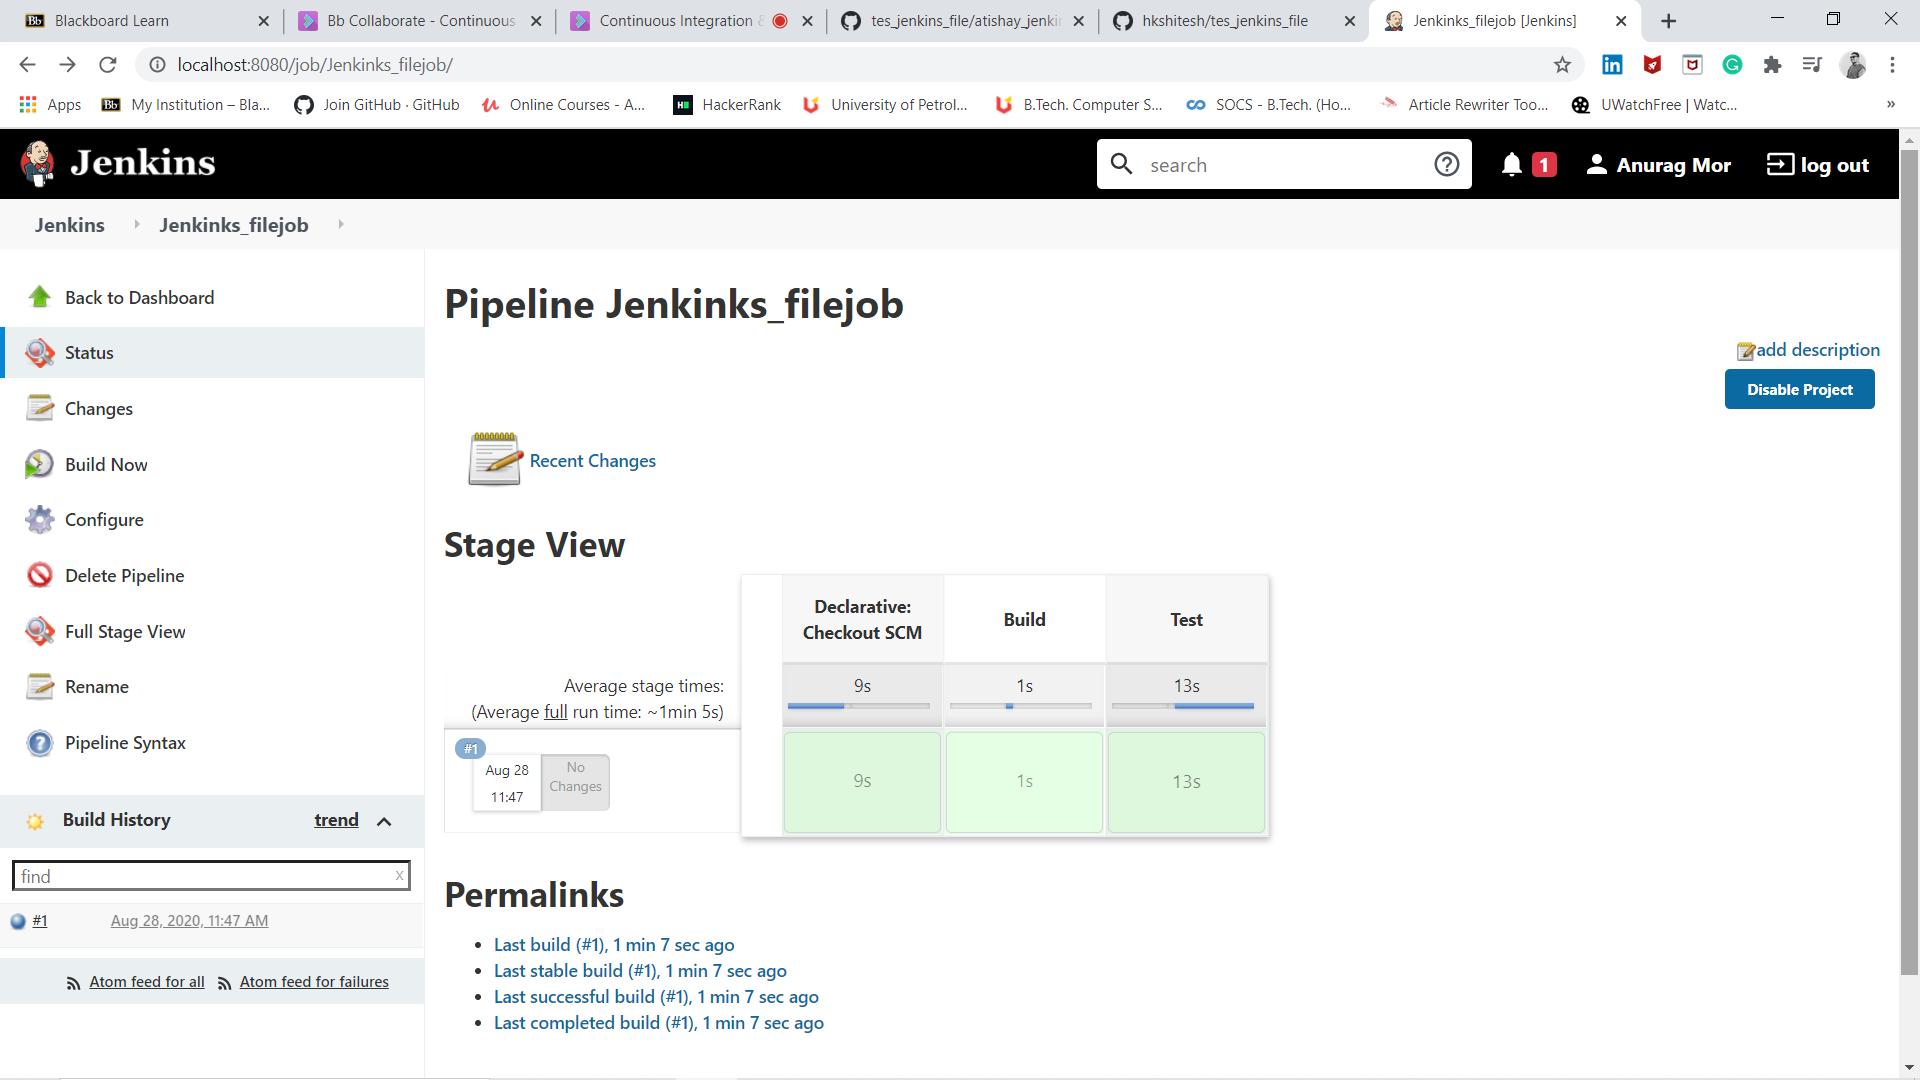 Blackboard Learn
Bb Collaborate - Continuous
Continuous Integration &
tes_jenkins_file/atishay_jenkin
hkshitesh/tes_jenkins_file
Jenkinks_filejob [Jenkins]
localhost:8080/job/Jenkinks_filejob/
Apps
Bb My Institution – Bla...
Join GitHub · GitHub
Online Courses - A...
HackerRank
University of Petrol...
B.Tech. Computer S...
SOCS - B.Tech. (Ho...
Article Rewriter Too...
UWatchFree | Watc...
»
Jenkins
search
1
Anurag Mor
log out
Jenkins
Jenkinks_filejob
Back to Dashboard
Status
Changes
Build Now
Configure
Delete Pipeline
Full Stage View
Rename
Pipeline Syntax
Build History
trend
find
x
#1
Aug 28, 2020, 11:47 AM
Atom feed for all
Atom feed for failures
Pipeline Jenkinks_filejob
add description
Disable Project
Recent Changes
Stage View
Declarative:
Checkout SCM
Build
Test
Average stage times:
(Average full run time: ~1min 5s)
9s
1s
13s
#1
Aug 28
11:47
No
Changes
9s
1s
13s
Permalinks
• Last build (#1), 1 min 7 sec ago
• Last stable build (#1), 1 min 7 sec ago
• Last successful build (#1), 1 min 7 sec ago
• Last completed build (#1), 1 min 7 sec ago